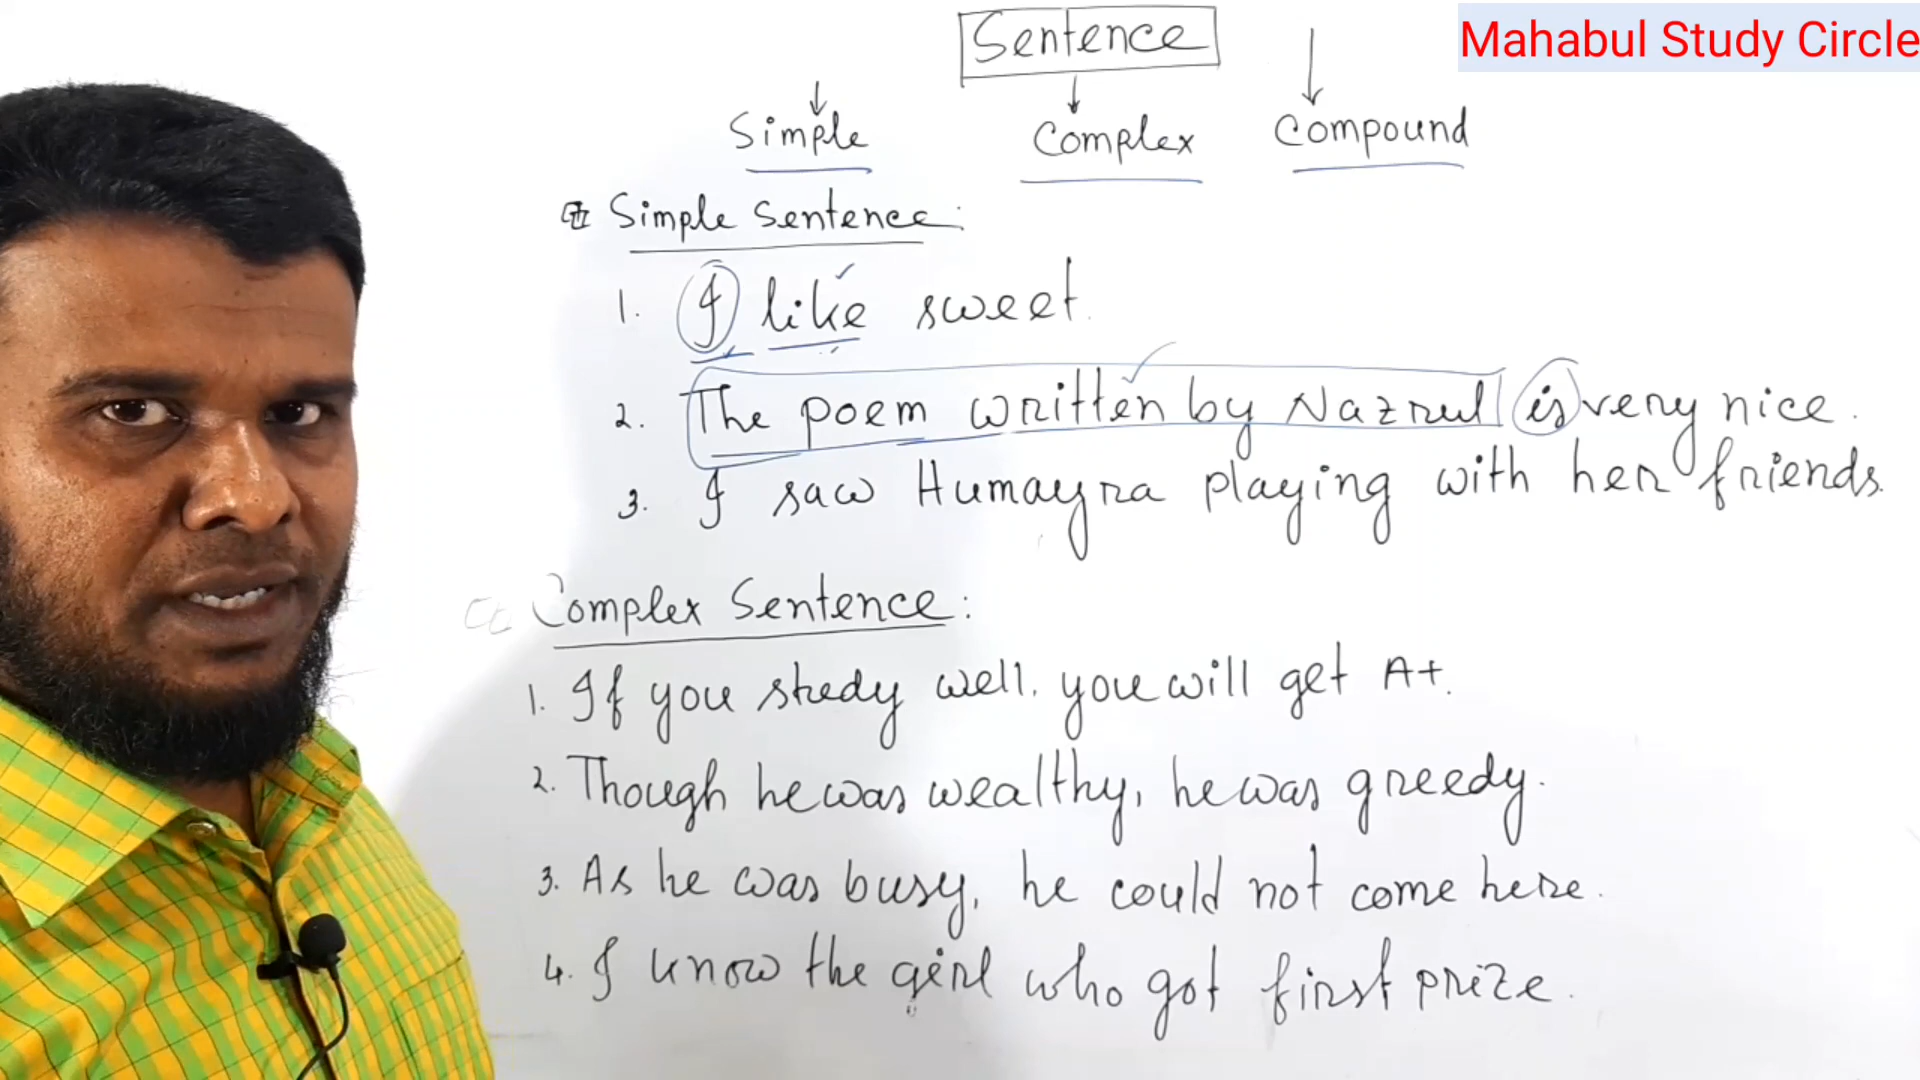 Mahabul Study Circle
Sentence
Simple Complex Compound
Simple Sentence:
1. I like sweet.
2. The poem written by Nazrul is very nice.
3. I saw Humayra playing with her friends.
Complex Sentence:
1. If you study well, you will get A+.
2. Though he was wealthy, he was greedy.
3. As he was busy, he could not come here.
4. I know the girl who got first prize.